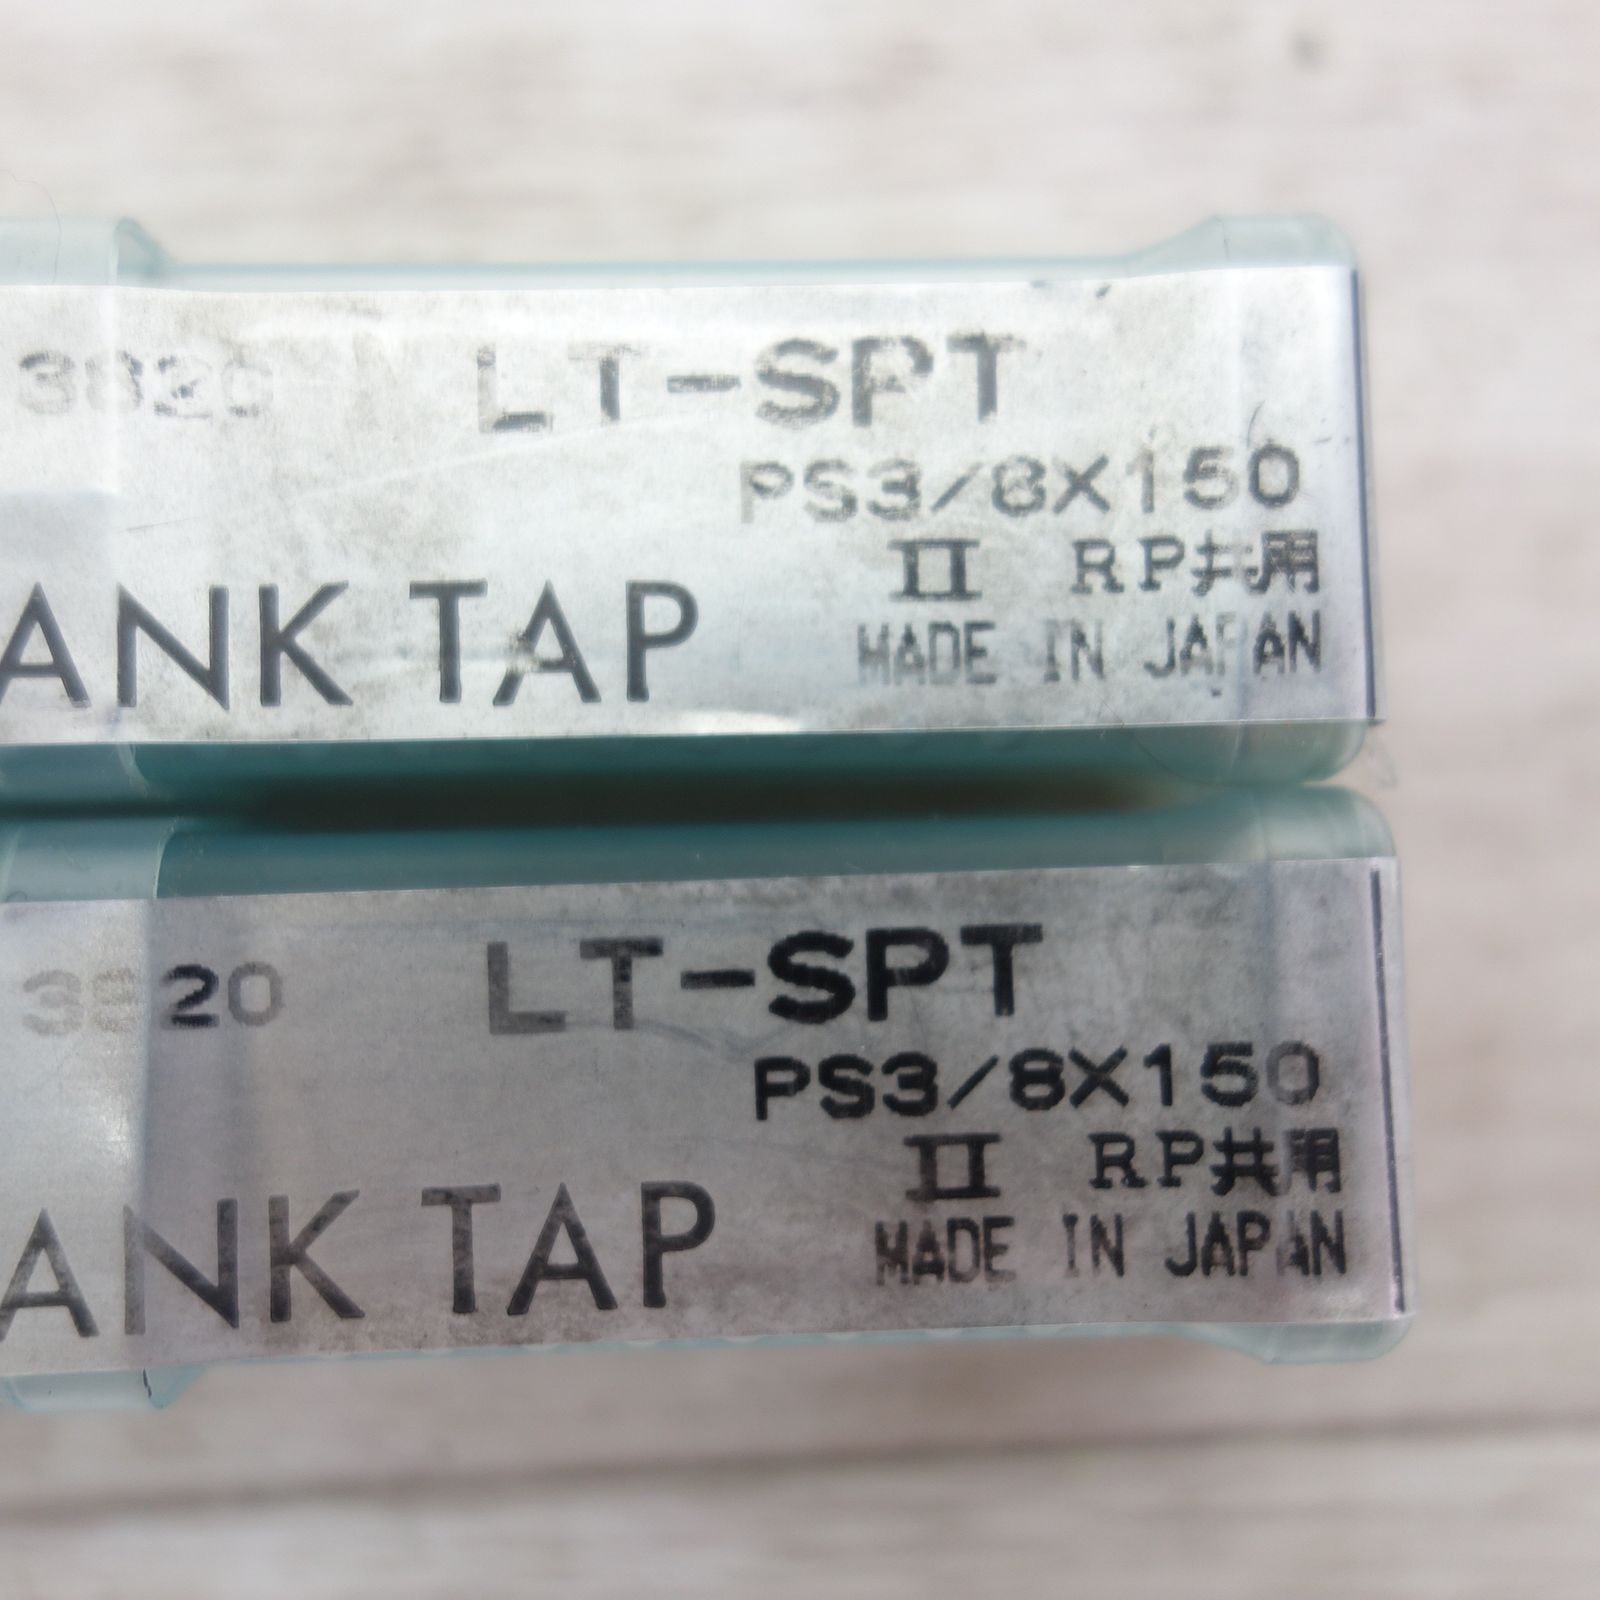 3820 LT-SPT
PS3/8X150
II RP共用
ANK TAP MADE IN JAPAN
3820 LT-SPT
PS3/8X150
II RP共用
ANK TAP MADE IN JAPAN